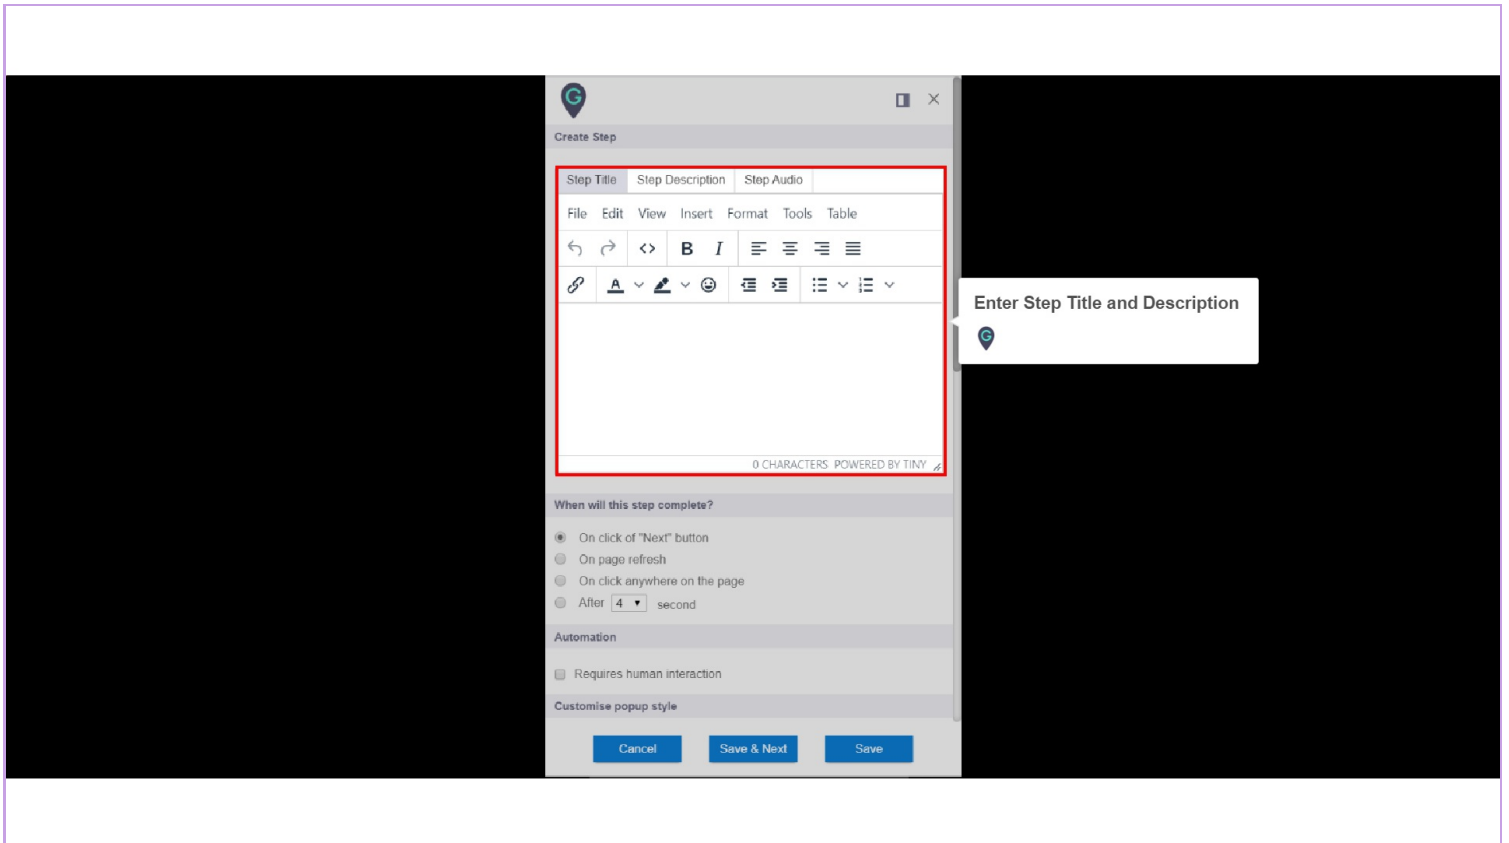 G
Create Step
Step Title Step Description Step Audio
File Edit View Insert Format Tools Table
B I
A
0 CHARACTERS POWERED BY TINY
Enter Step Title and Description
G
When will this step complete?
On click of "Next" button
On page refresh
On click anywhere on the page
After 4 second
Automation
Requires human interaction
Customise popup style
Cancel Save & Next Save